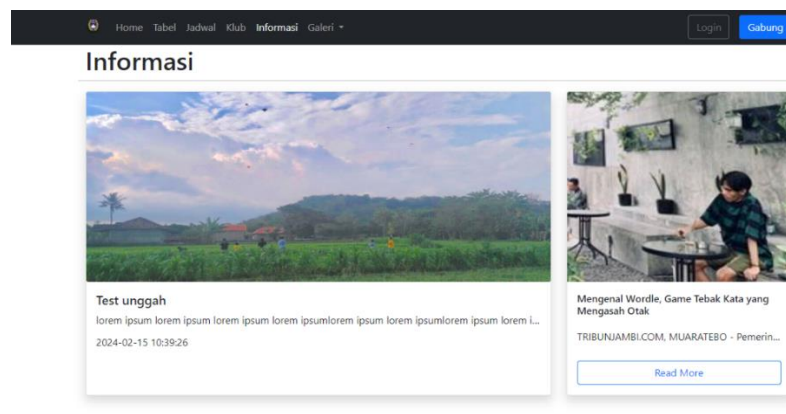 Home Tabel Jadwal Klub Informasi Galeri
Login Gabung
Informasi
Test unggah
lorem ipsum lorem ipsum lorem ipsum lorem ipsumlorem ipsum lorem ipsumlorem ipsum lorem i...
2024-02-15 10:39:26
Mengenal Wordle, Game Tebak Kata yang
Mengasah Otak
TRIBUNJAMBI.COM, MUARATEBO - Pemerin...
Read More